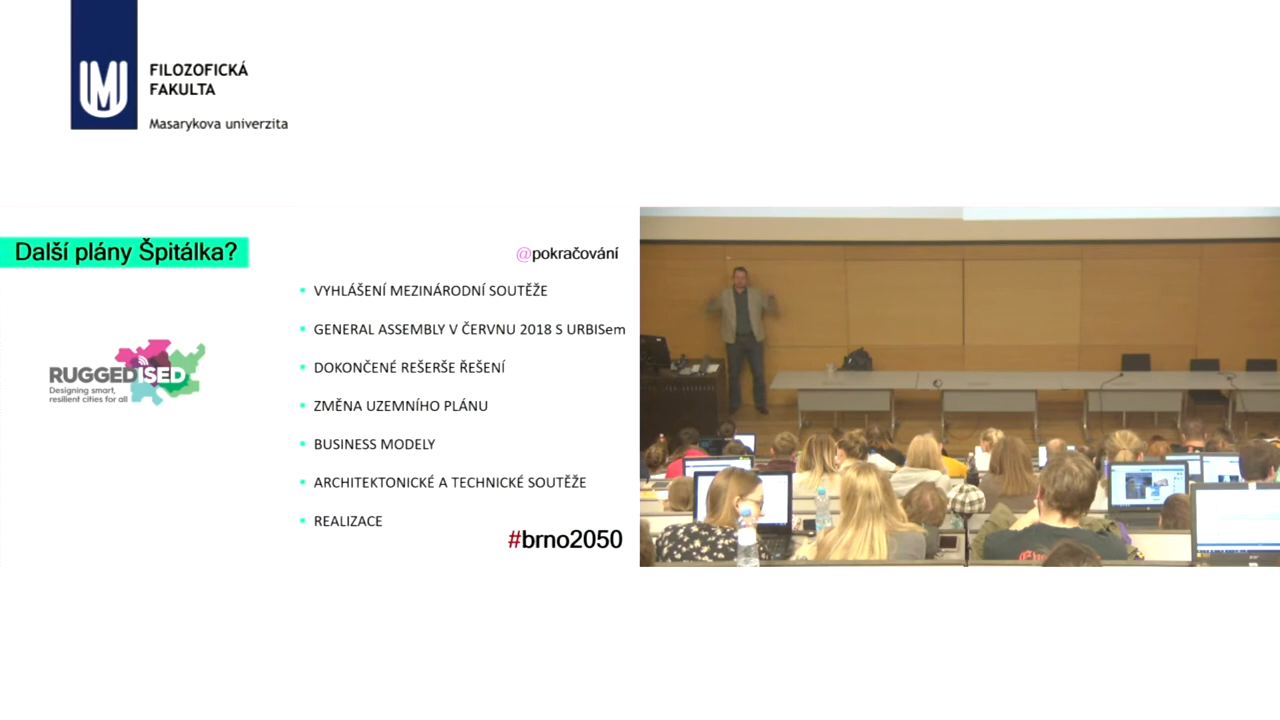 FILOZOFICKÁ
FAKULTA
Masarykova univerzita
Další plány Špitálka?
@pokračování
VYHLÁŠENÍ MEZINÁRODNÍ SOUTĚŽE
GENERAL ASSEMBLY V ČERVNU 2018 S URBISem
DOKONČENÉ REŠERŠE ŘEŠENÍ
ZMĚNA UZEMNÍHO PLÁNU
BUSINESS MODELY
ARCHITEKTONICKÉ A TECHNICKÉ SOUTĚŽE
REALIZACE
RUGGEDISED
Designing smart,
resilient cities for all
#brno2050